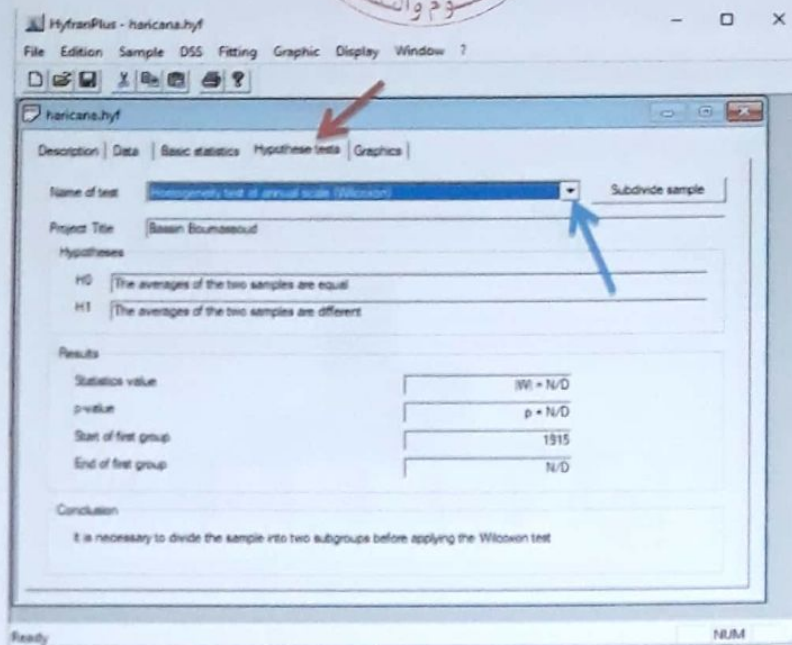 HyfranPlus - haricana.hyf
File Edition Sample DSS Fitting Graphic Display Window ?
haricana.hyf
Description Data Basic statistics Hypothese tests Graphics
Name of test Homogeneity test at annual scale (Wilcoxon) Subdivide sample
Project Title Bassin Boumessoud
Hypotheses
H0 The averages of the two samples are equal
H1 The averages of the two samples are different
Results
Statistics value |W| = N/D
p-value p = N/D
Start of first group 1915
End of first group N/D
Conclusion
It is necessary to divide the sample into two subgroups before applying the Wilcoxon test
Ready NUM